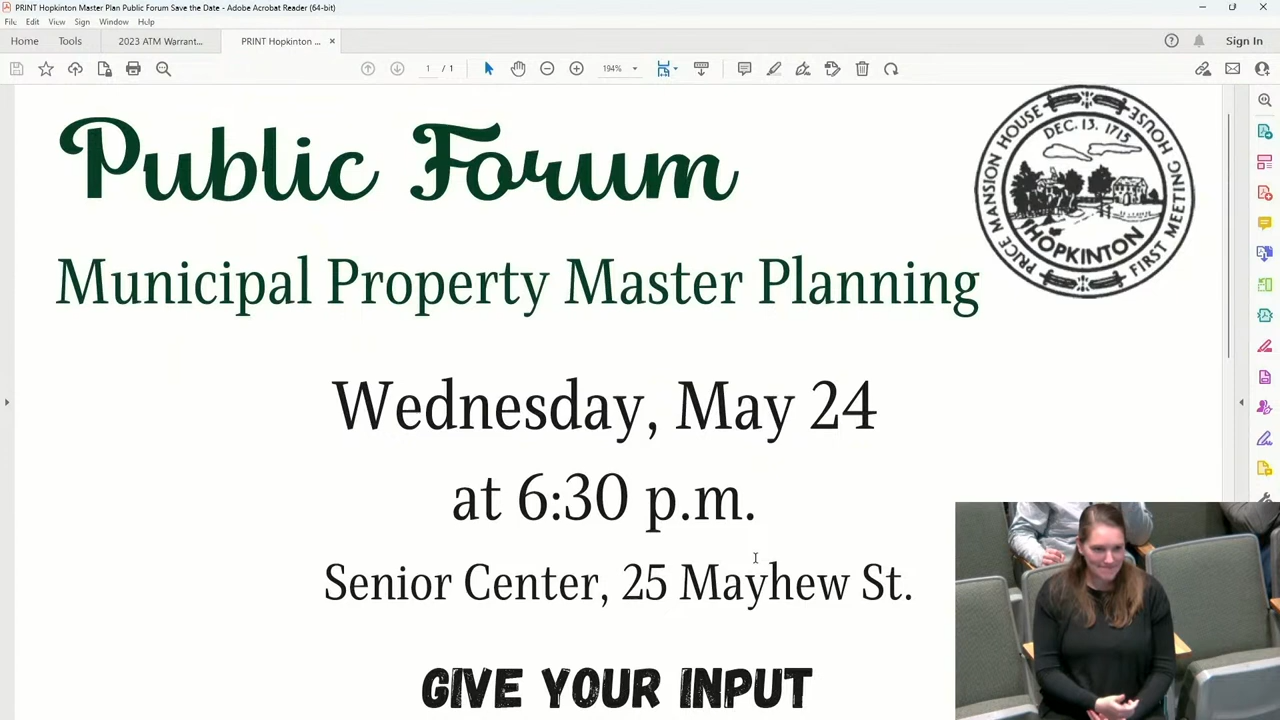 PRINT Hopkinton Master Plan Public Forum Save the Date - Adobe Acrobat Reader (64-bit)
File Edit View Sign Window Help
Home Tools 2023 ATM Warrant... PRINT Hopkinton ... × Sign In
1 / 1 194%
Public Forum
Municipal Property Master Planning
PRICE MANSION HOUSE
FIRST MEETING HOUSE
DEC. 13, 1715
HOPKINTON
Wednesday, May 24
at 6:30 p.m.
Senior Center, 25 Mayhew St.
GIVE YOUR INPUT